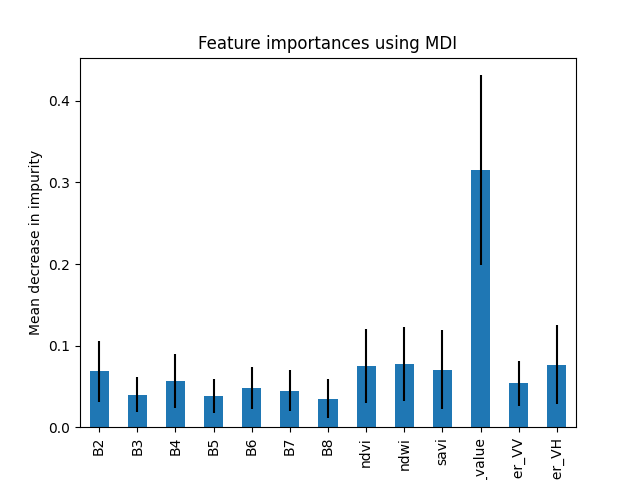 Feature importances using MDI
Mean decrease in impurity
0.4
0.3
0.2
0.1
0.0
B2
B3
B4
B5
B6
B7
B8
ndvi
ndwi
savi
_value
er_VV
er_VH